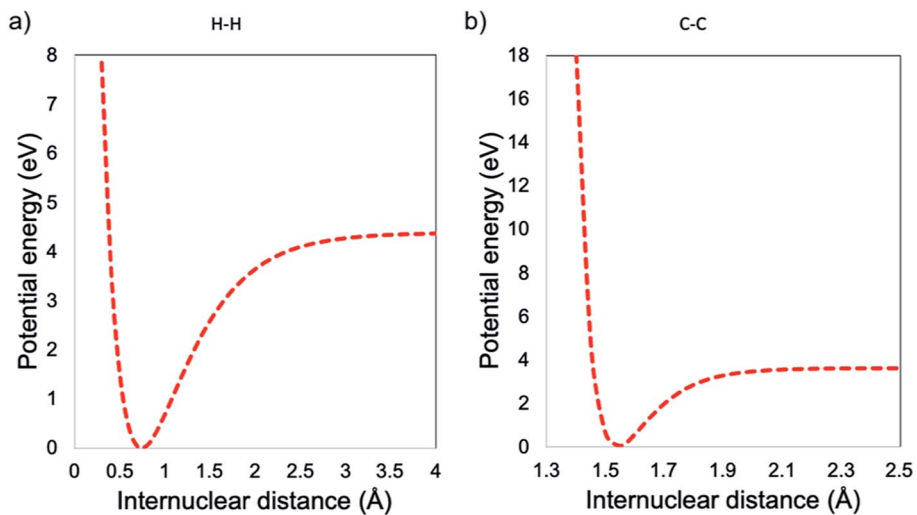 a)
H-H
Potential energy (eV)
8
7
6
5
4
3
2
1
0
0 0.5 1 1.5 2 2.5 3 3.5 4
Internuclear distance (Å)
b)
C-C
Potential energy (eV)
18
16
14
12
10
8
6
4
2
0
1.3 1.5 1.7 1.9 2.1 2.3 2.5
Internuclear distance (Å)